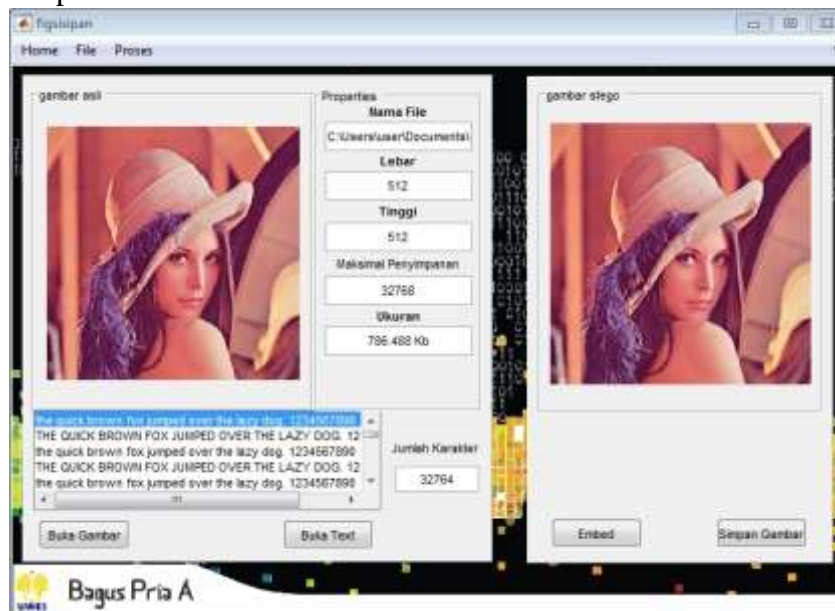 figsisipan
Home File Proses
gambar asli
Properties
Nama File
C:\Users\user\Documents\
Lebar
512
Tinggi
512
Maksimal Penyimpanan
32768
Ukuran
786.488 Kb
gambar stego
the quick brown fox jumped over the lazy dog. 1234567890
THE QUICK BROWN FOX JUMPED OVER THE LAZY DOG. 12
the quick brown fox jumped over the lazy dog. 1234567890
THE QUICK BROWN FOX JUMPED OVER THE LAZY DOG. 12
the quick brown fox jumped over the lazy dog. 1234567890
Jumlah Karakter
32764
Buka Gambar
Buka Text
Embed
Simpan Gambar
UNNES
Bagus Pria A